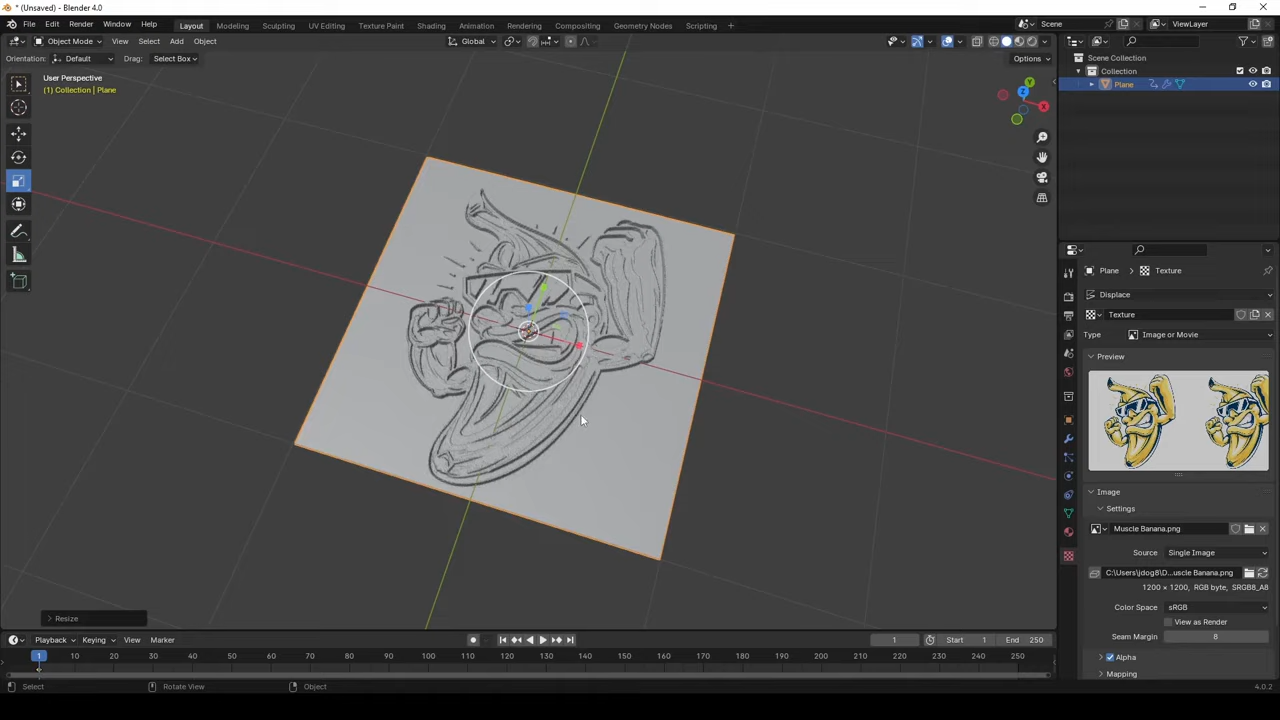 * (Unsaved) - Blender 4.0
File Edit Render Window Help Layout Modeling Sculpting UV Editing Texture Paint Shading Animation Rendering Compositing Geometry Nodes Scripting + Scene ViewLayer
Object Mode View Select Add Object Global
Orientation: Default Drag: Select Box Options
User Perspective
(1) Collection | Plane
Z
Y
X
Scene Collection
Collection
Plane
Plane Texture
Displace
Texture
Type Image or Movie
Preview
Image
Settings
Muscle Banana.png
Source Single Image
C:\Users\jdog8\D...uscle Banana.png
1200 × 1200, RGB byte, SRGB8_A8
Color Space sRGB
View as Render
Seam Margin 8
Alpha
Mapping
Resize
Playback Keying View Marker 1 Start 1 End 250
1 10 20 30 40 50 60 70 80 90 100 110 120 130 140 150 160 170 180 190 200 210 220 230 240 250
Select Rotate View Object 4.0.2